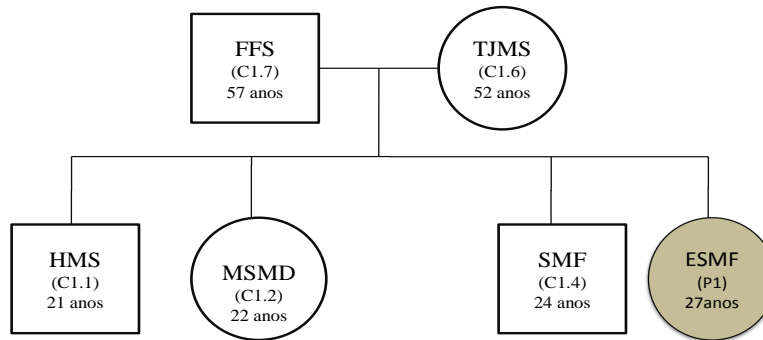 FFS
(C1.7)
57 anos
TJMS
(C1.6)
52 anos
HMS
(C1.1)
21 anos
MSMD
(C1.2)
22 anos
SMF
(C1.4)
24 anos
ESMF
(P1)
27anos